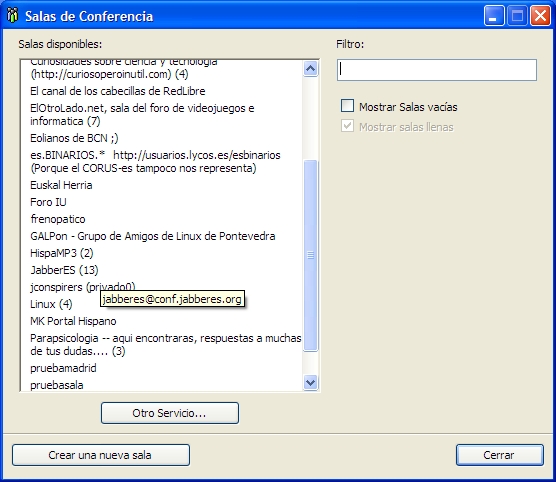 Salas de Conferencia
Salas disponibles:
Filtro:
Curiosidades sobre ciencia y tecnologia
(http://curiosoperoinutil.com) (4)
El canal de los cabecillas de RedLibre
ElOtroLado.net, sala del foro de videojuegos e
informatica (7)
Eolianos de BCN ;)
es.BINARIOS.* http://usuarios.lycos.es/esbinarios
(Porque el CORUS-es tampoco nos representa)
Euskal Herria
Foro IU
frenopatico
GALPon - Grupo de Amigos de Linux de Pontevedra
HispaMP3 (2)
JabberES (13)
jconspirers (privado0)
jabberes@conf.jabberes.org
Linux (4)
MK Portal Hispano
Parapsicologia -- aqui encontraras, respuestas a muchas
de tus dudas.... (3)
pruebamadrid
pruebasala
Mostrar Salas vacías
Mostrar salas llenas
Otro Servicio...
Crear una nueva sala
Cerrar